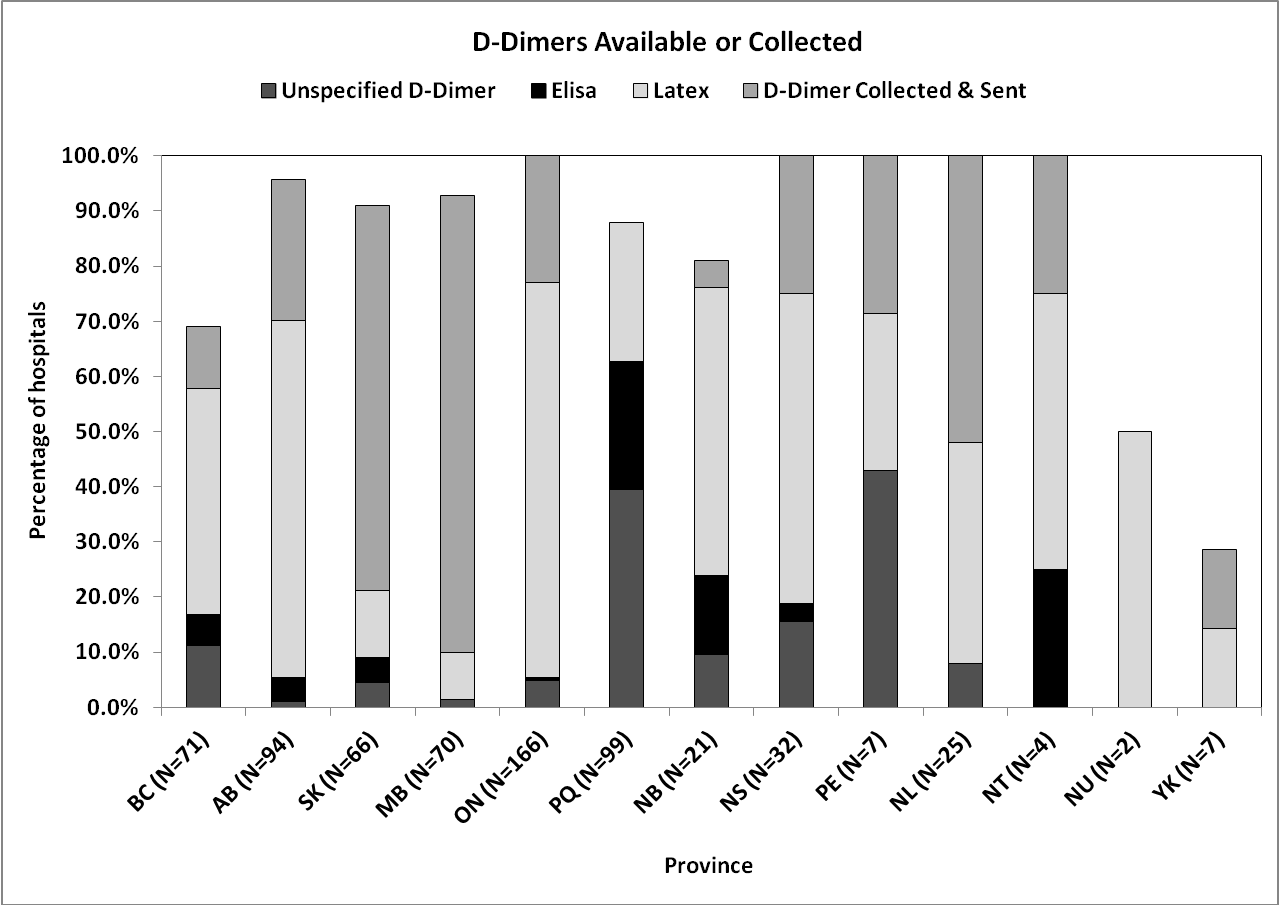 D-Dimers Available or Collected
Unspecified D-Dimer Elisa Latex D-Dimer Collected & Sent
100.0%
90.0%
80.0%
70.0%
60.0%
50.0%
40.0%
30.0%
20.0%
10.0%
0.0%
Percentage of hospitals
BC (N=71)
AB (N=94)
SK (N=66)
MB (N=70)
ON (N=166)
PQ (N=99)
NB (N=21)
NS (N=32)
PE (N=7)
NL (N=25)
NT (N=4)
NU (N=2)
YK (N=7)
Province